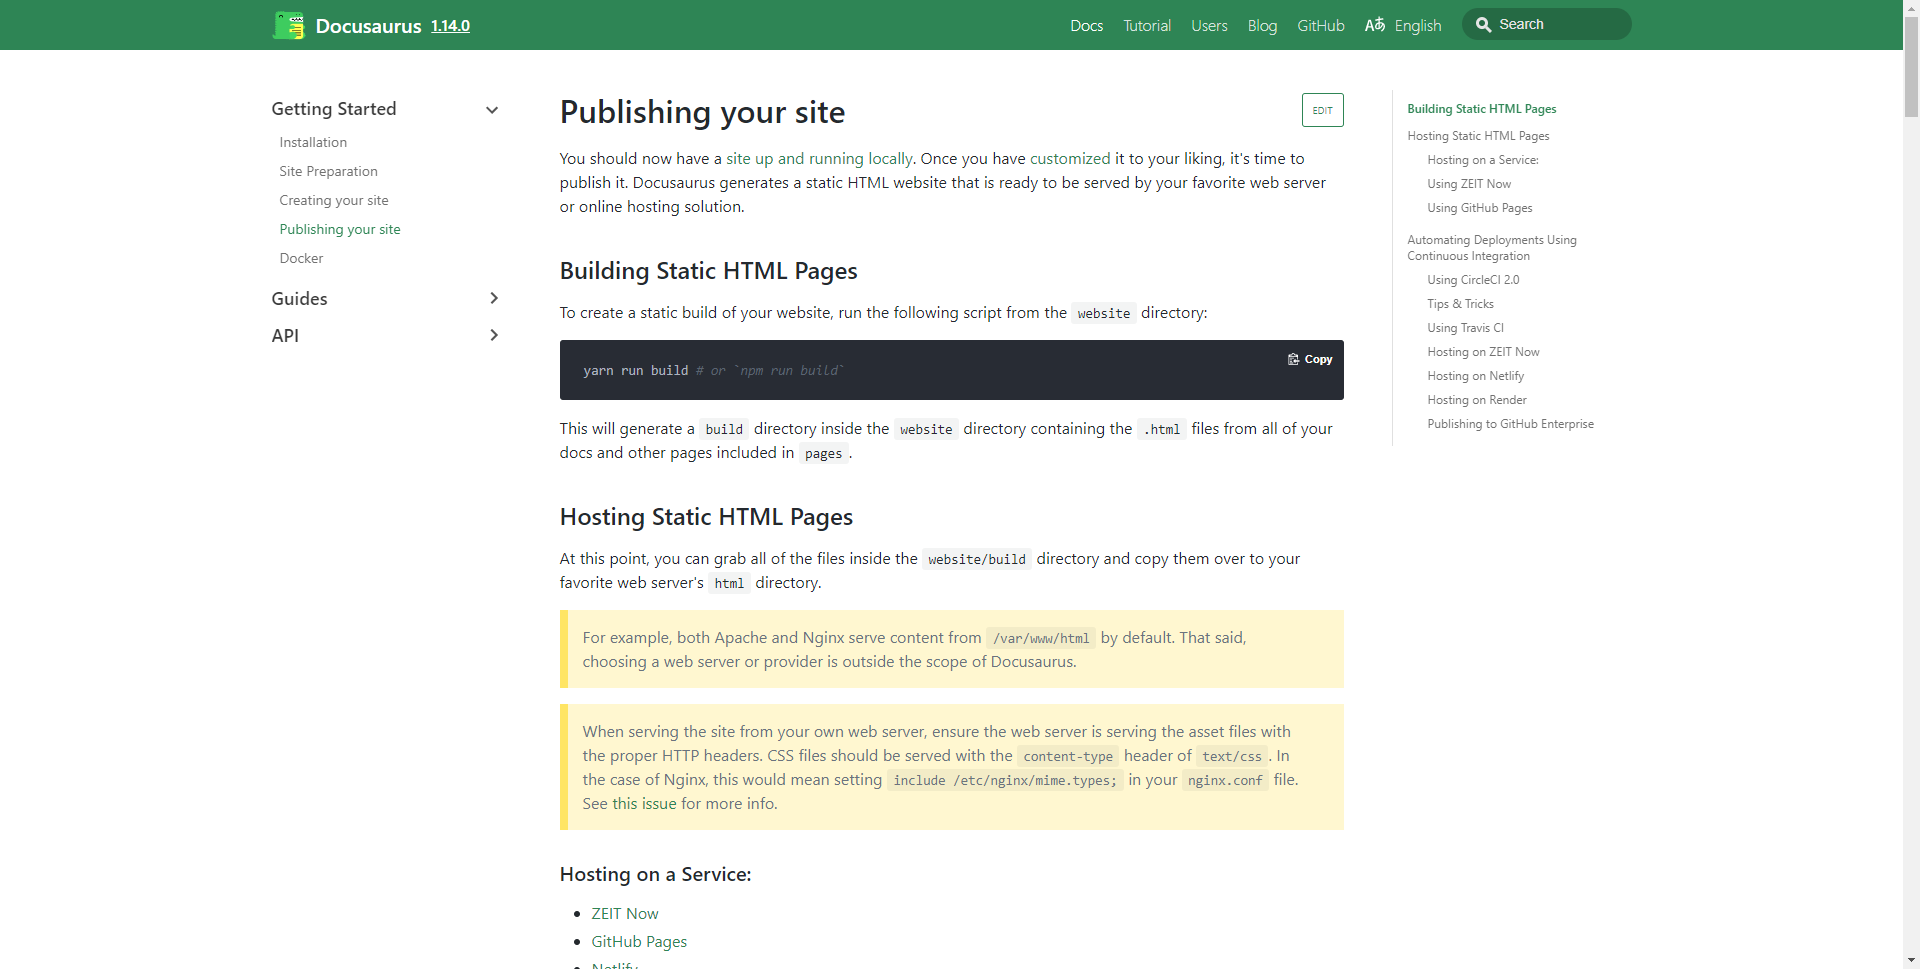 Docusaurus 1.14.0
Docs Tutorial Users Blog GitHub Aあ English Search
Getting Started
Installation
Site Preparation
Creating your site
Publishing your site
Docker
Guides
API
Publishing your site
EDIT
You should now have a site up and running locally. Once you have customized it to your liking, it's time to
publish it. Docusaurus generates a static HTML website that is ready to be served by your favorite web server
or online hosting solution.
Building Static HTML Pages
To create a static build of your website, run the following script from the website directory:
Copy
yarn run build # or `npm run build`
This will generate a build directory inside the website directory containing the .html files from all of your
docs and other pages included in pages.
Hosting Static HTML Pages
At this point, you can grab all of the files inside the website/build directory and copy them over to your
favorite web server's html directory.
For example, both Apache and Nginx serve content from /var/www/html by default. That said,
choosing a web server or provider is outside the scope of Docusaurus.
When serving the site from your own web server, ensure the web server is serving the asset files with
the proper HTTP headers. CSS files should be served with the content-type header of text/css. In
the case of Nginx, this would mean setting include /etc/nginx/mime.types; in your nginx.conf file.
See this issue for more info.
Hosting on a Service:
ZEIT Now
GitHub Pages
Netlify
Building Static HTML Pages
Hosting Static HTML Pages
Hosting on a Service:
Using ZEIT Now
Using GitHub Pages
Automating Deployments Using
Continuous Integration
Using CircleCI 2.0
Tips & Tricks
Using Travis CI
Hosting on ZEIT Now
Hosting on Netlify
Hosting on Render
Publishing to GitHub Enterprise